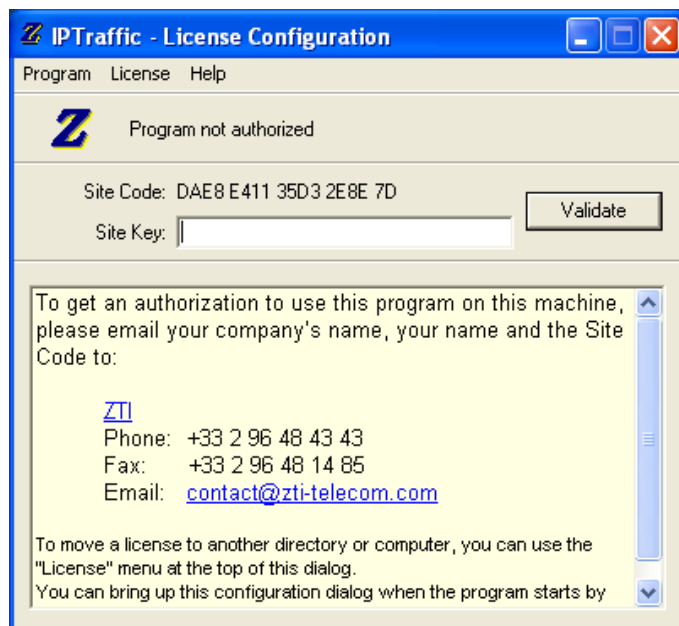 IPTraffic - License Configuration
Program License Help
Z Program not authorized
Site Code: DAE8 E411 35D3 2E8E 7D
Site Key:
Validate
To get an authorization to use this program on this machine,
please email your company's name, your name and the Site
Code to:
ZTI
Phone: +33 2 96 48 43 43
Fax: +33 2 96 48 14 85
Email: contact@zti-telecom.com
To move a license to another directory or computer, you can use the
"License" menu at the top of this dialog.
You can bring up this configuration dialog when the program starts by